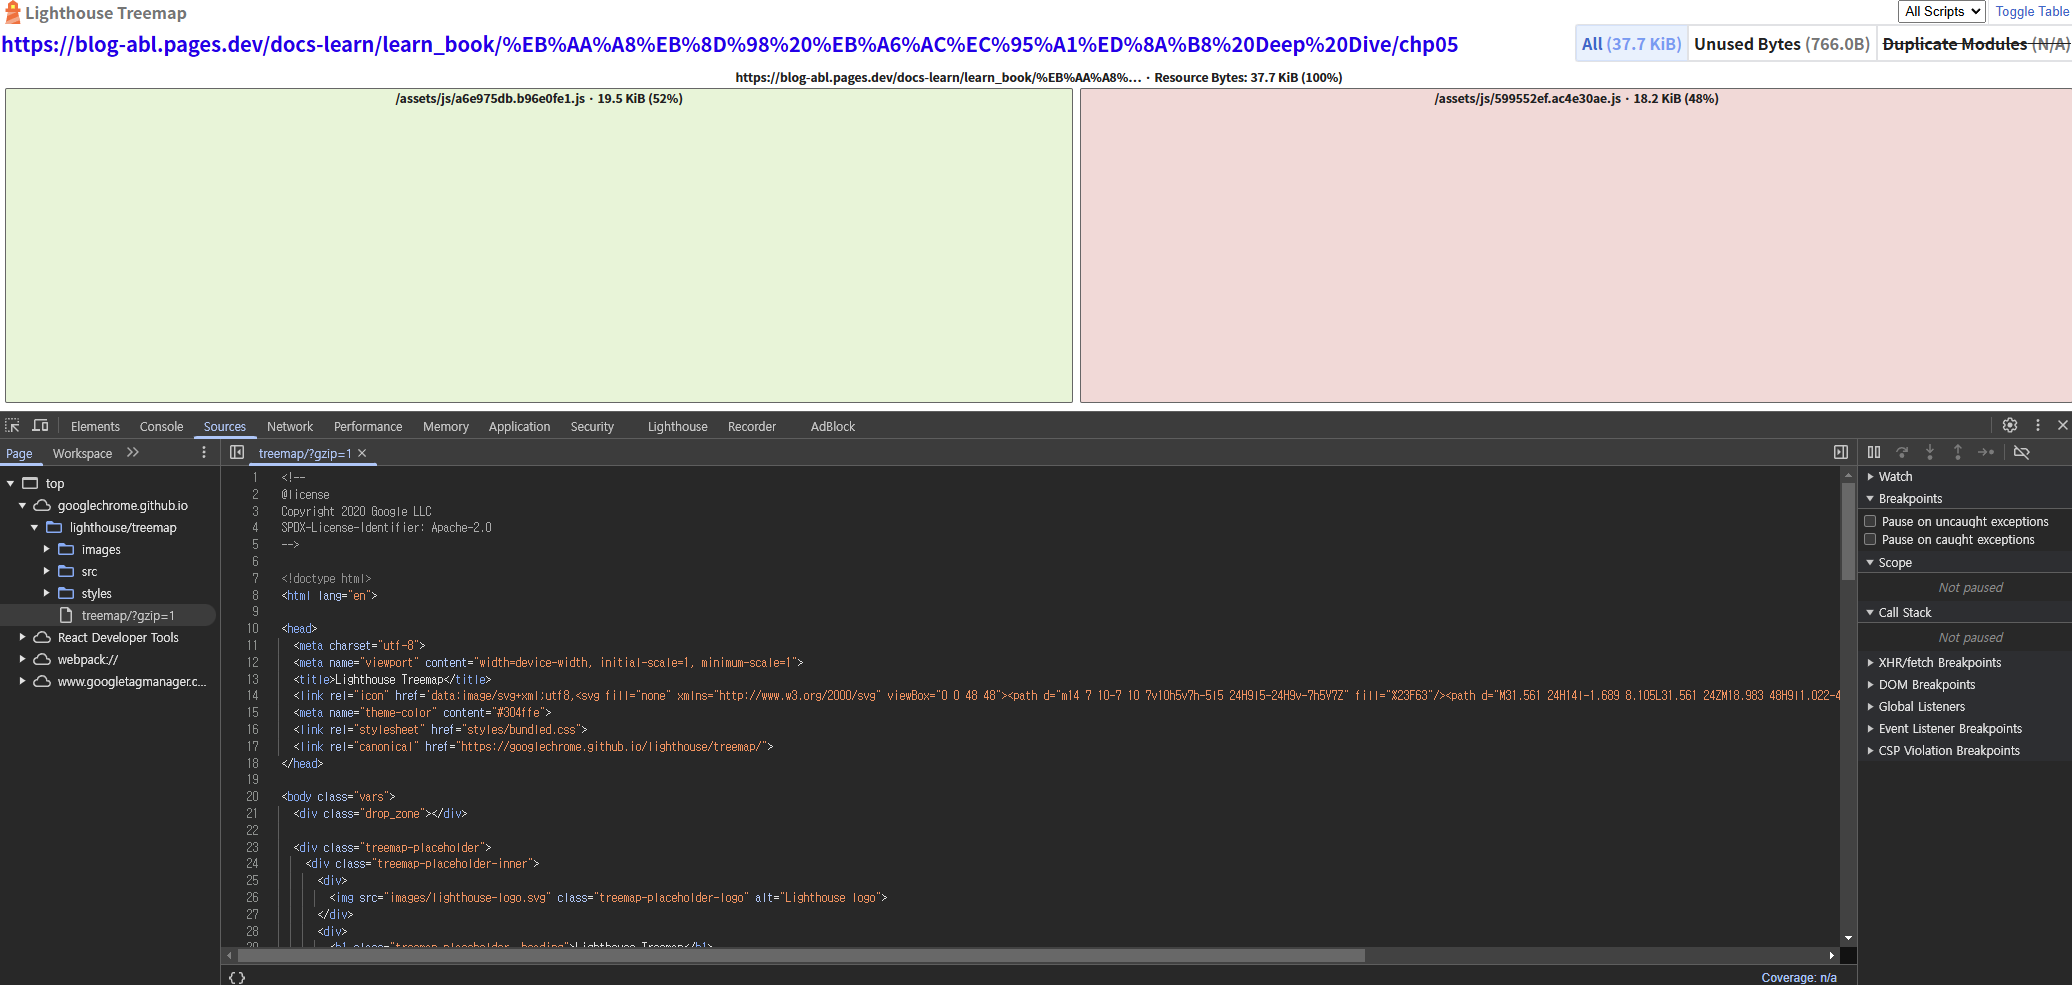 Lighthouse Treemap
All Scripts
Toggle Table
https://blog-abl.pages.dev/docs-learn/learn_book/%EB%AA%A8%EB%8D%98%20%EB%A6%AC%EC%95%A1%ED%8A%B8%20Deep%20Dive/chp05
All (37.7 KiB)
Unused Bytes (766.0B)
Duplicate Modules (N/A)
https://blog-abl.pages.dev/docs-learn/learn_book/%EB%AA%A8%... · Resource Bytes: 37.7 KiB (100%)
/assets/js/a6e975db.b96e0fe1.js · 19.5 KiB (52%)
/assets/js/599552ef.ac4e30ae.js · 18.2 KiB (48%)
Elements Console Sources Network Performance Memory Application Security Lighthouse Recorder AdBlock
Page Workspace
top
googlechrome.github.io
lighthouse/treemap
images
src
styles
treemap/?gzip=1
React Developer Tools
webpack://
www.googletagmanager.c...
treemap/?gzip=1
1 <!--
2 @license
3 Copyright 2020 Google LLC
4 SPDX-License-Identifier: Apache-2.0
5 -->
6
7 <!doctype html>
8 <html lang="en">
9
10 <head>
11 <meta charset="utf-8">
12 <meta name="viewport" content="width=device-width, initial-scale=1, minimum-scale=1">
13 <title>Lighthouse Treemap</title>
14 <link rel="icon" href='data:image/svg+xml;utf8,<svg fill="none" xmlns="http://www.w3.org/2000/svg" viewBox="0 0 48 48"><path d="m14 7 10-7 10 7v10h5v7h-5l5 24H9l5-24H9v-7h5V7Z" fill="%23F63"/><path d="M31.561 24H14l-1.689 8.105L31.561 24ZM18.983 48H9l1.022-4
15 <meta name="theme-color" content="#304ffe">
16 <link rel="stylesheet" href="styles/bundled.css">
17 <link rel="canonical" href="https://googlechrome.github.io/lighthouse/treemap/">
18 </head>
19
20 <body class="vars">
21 <div class="drop_zone"></div>
22
23 <div class="treemap-placeholder">
24 <div class="treemap-placeholder-inner">
25 <div>
26 <img src="images/lighthouse-logo.svg" class="treemap-placeholder-logo" alt="Lighthouse logo">
27 </div>
28 <div>
29 <h1 class="treemap-placeholder__heading">Lighthouse Treemap</h1>
{}
Coverage: n/a
Watch
Breakpoints
Pause on uncaught exceptions
Pause on caught exceptions
Scope
Not paused
Call Stack
Not paused
XHR/fetch Breakpoints
DOM Breakpoints
Global Listeners
Event Listener Breakpoints
CSP Violation Breakpoints